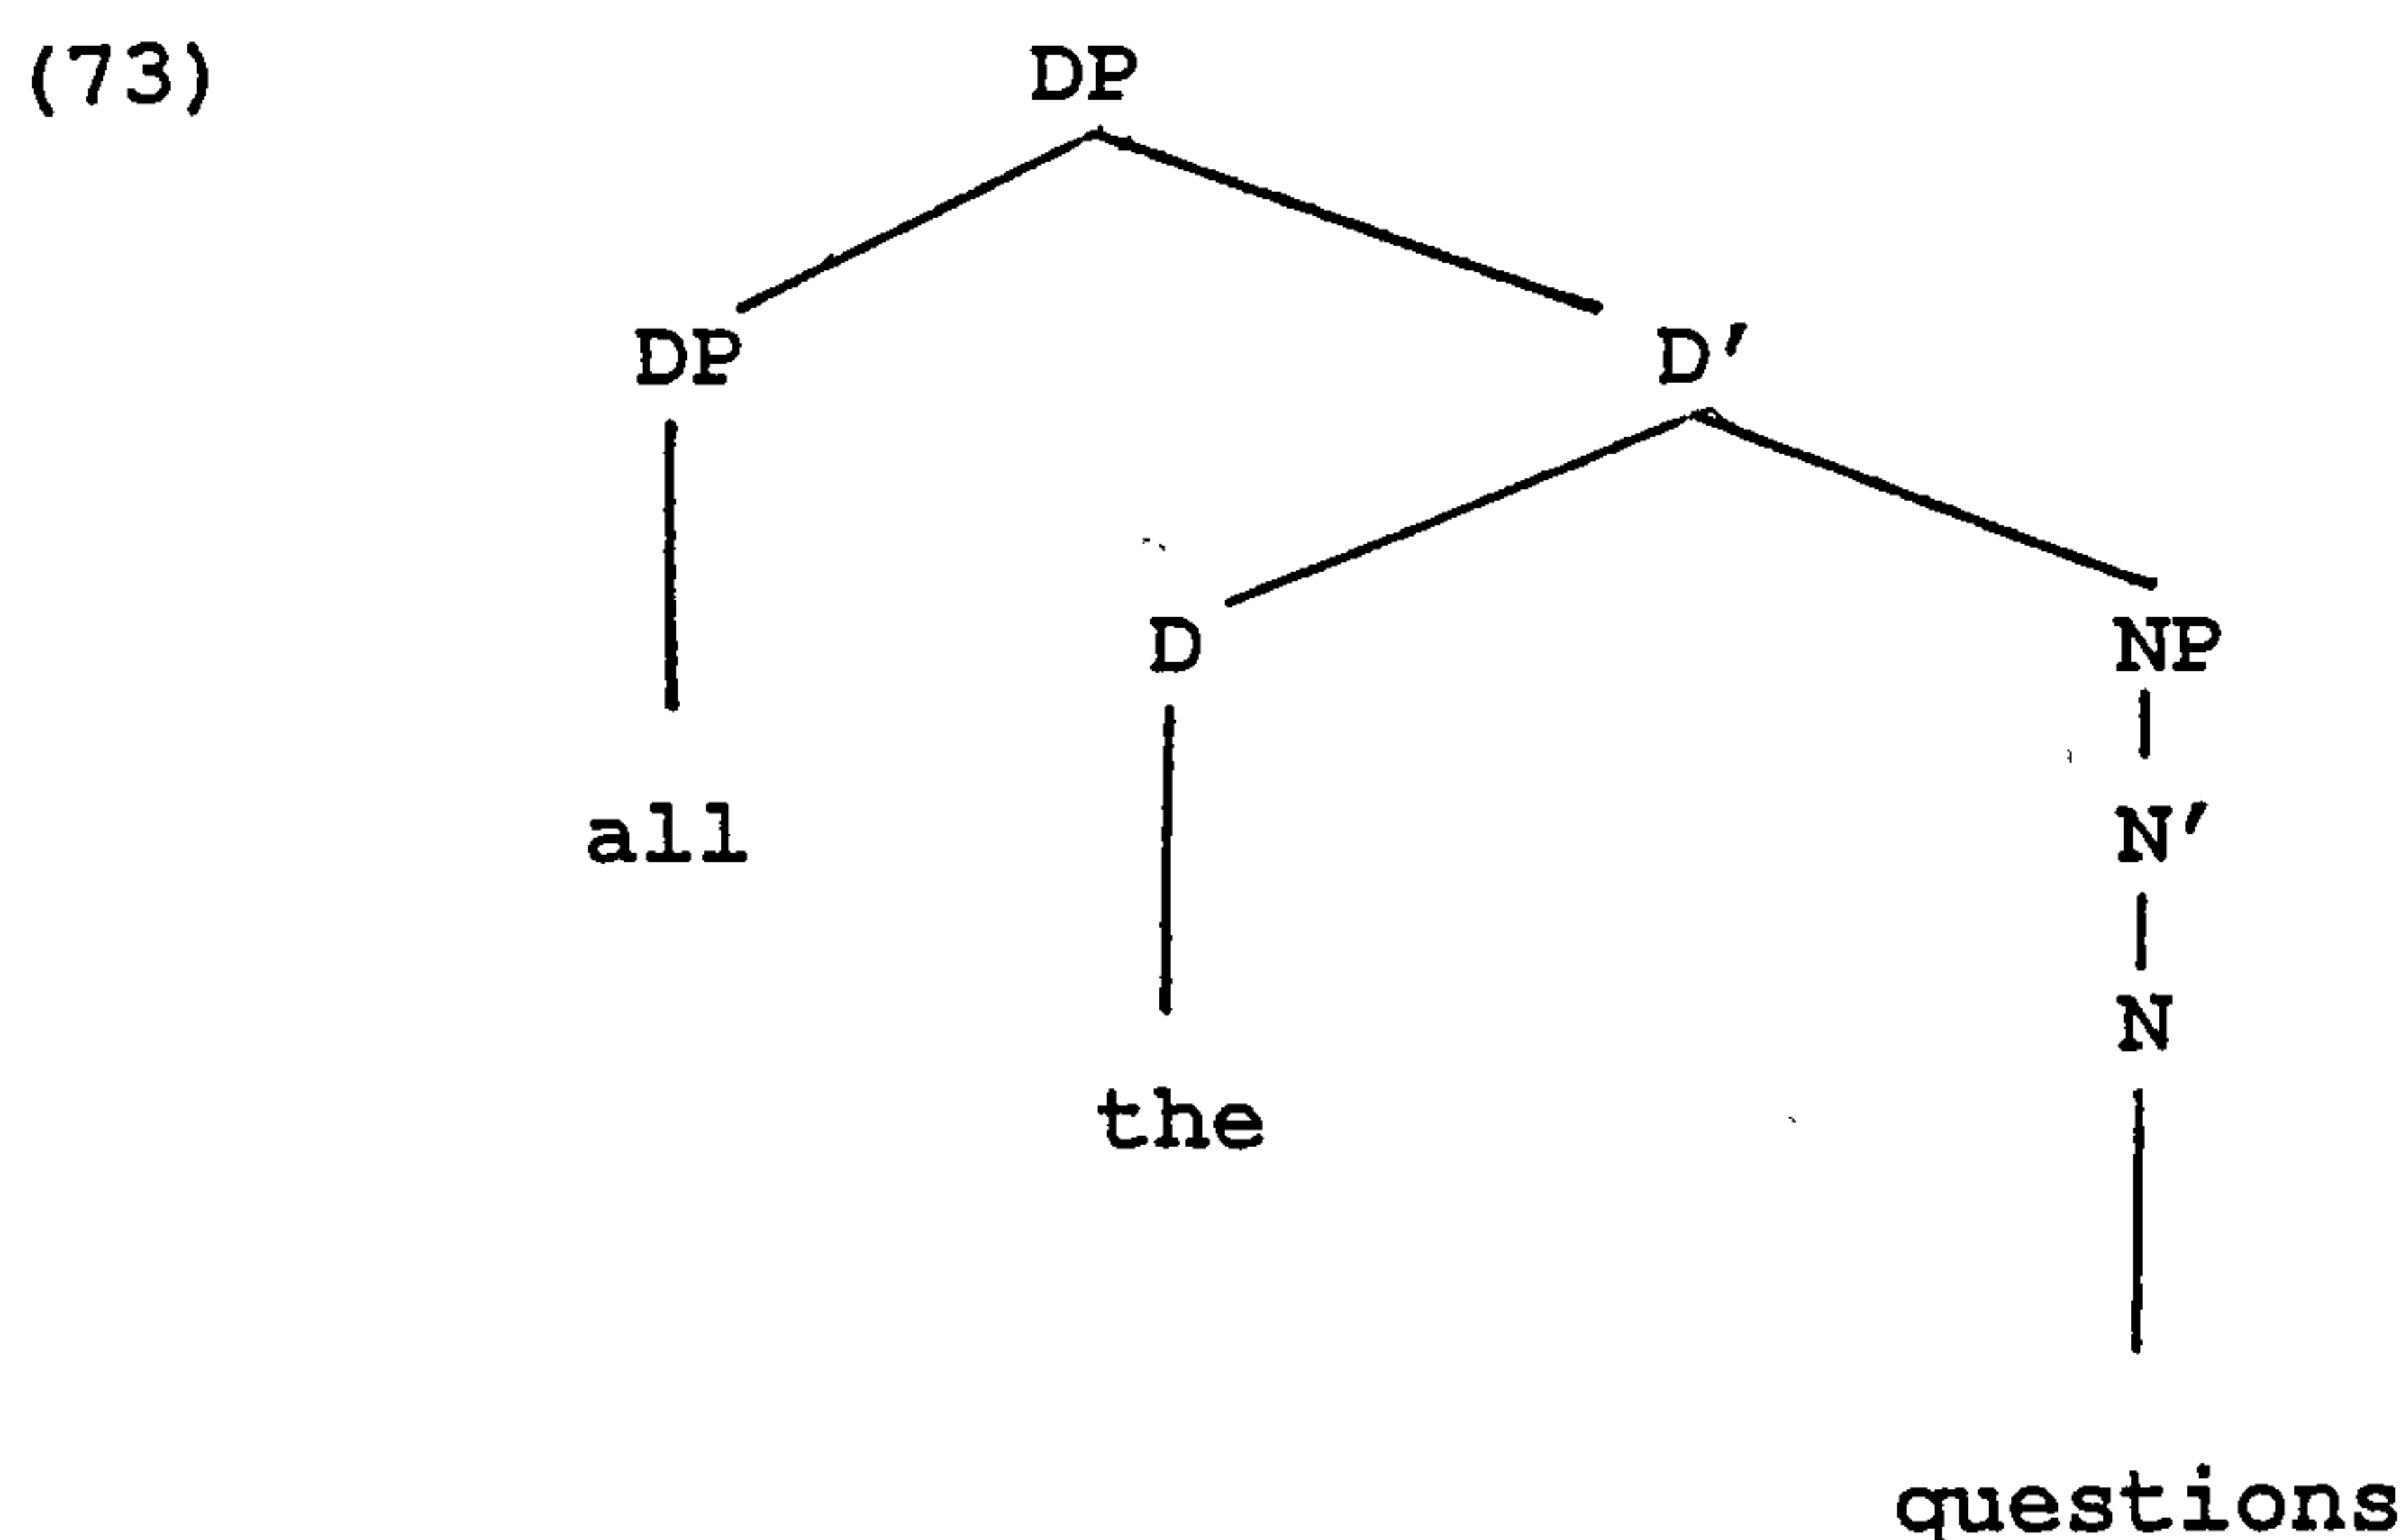 (73) DP
DP D′
D NP
all N′
N
the
questions